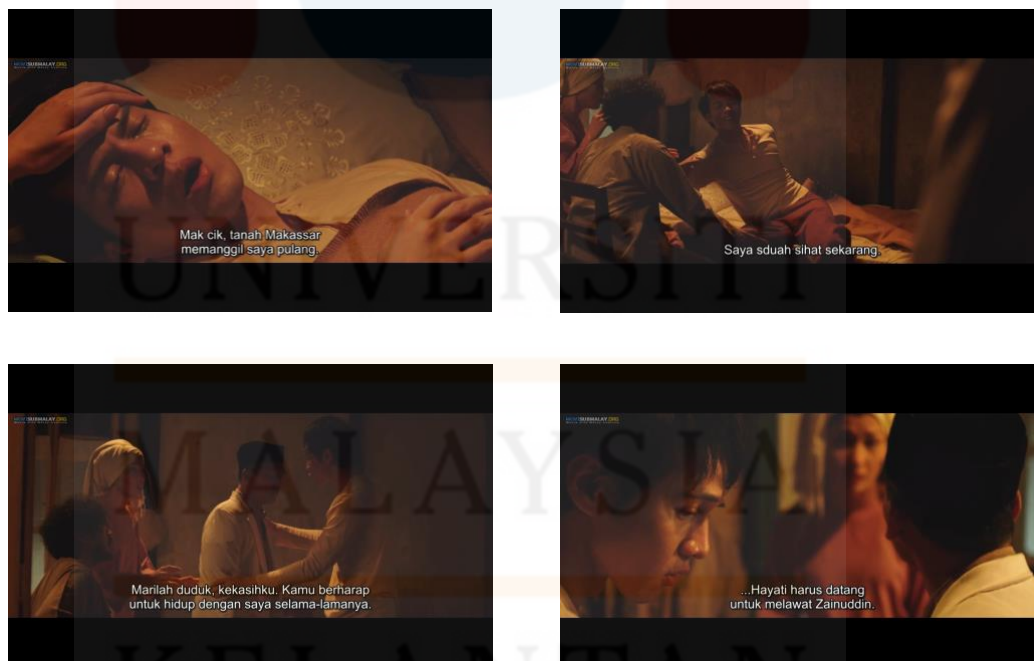 Mak cik, tanah Makassar
memanggil saya pulang.
Saya sduah sihat sekarang.
UNIVERSITI
Marilah duduk, kekasihku. Kamu berharap
untuk hidup dengan saya selama-lamanya.
...Hayati harus datang
untuk melawat Zainuddin.
MALAYSIA
KELANTAN